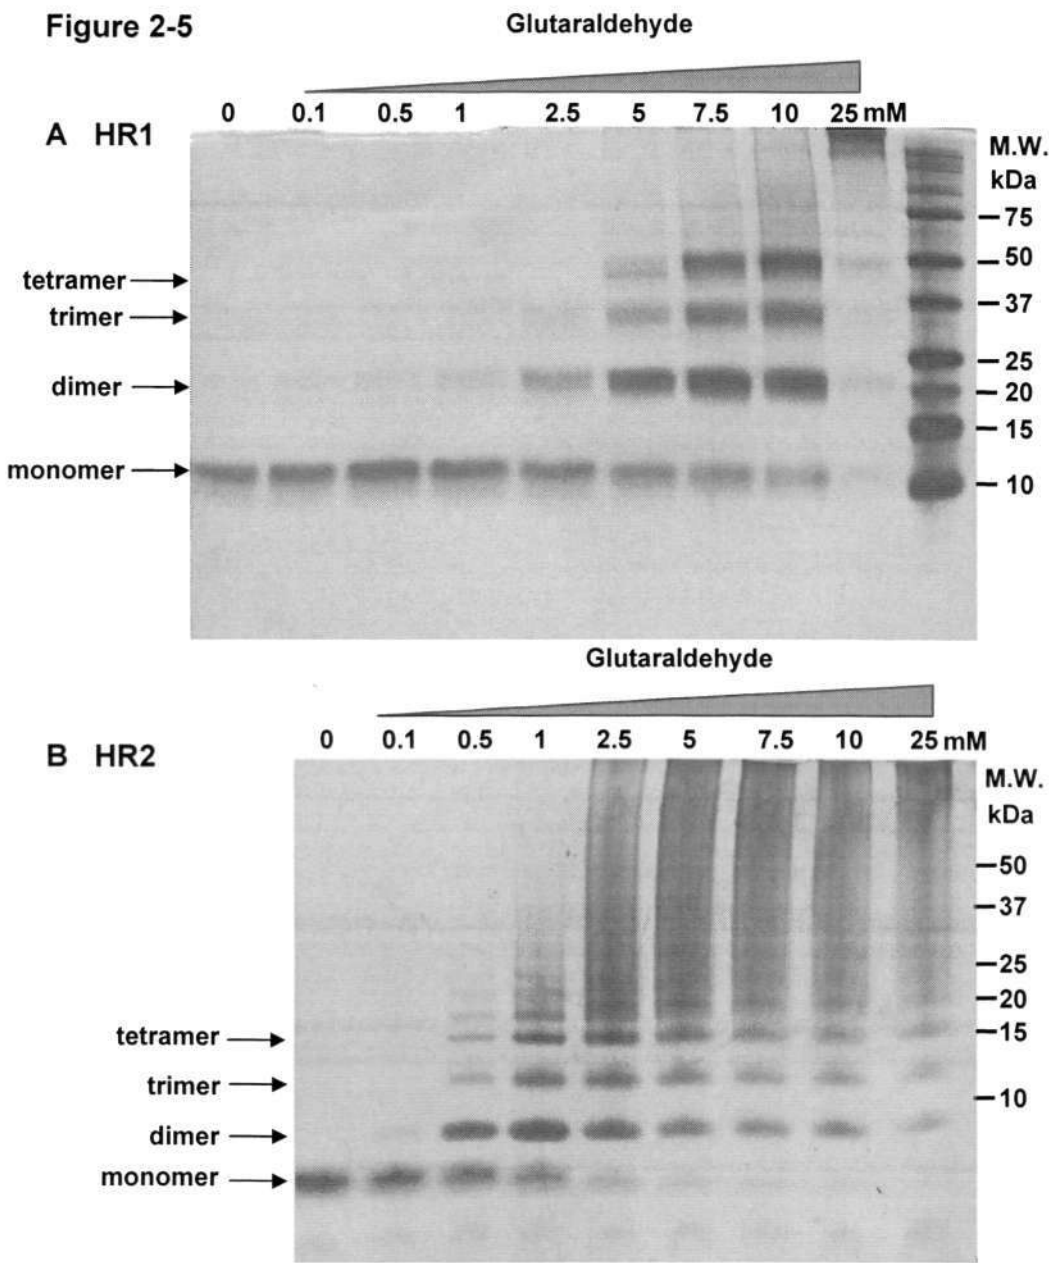 Figure 2-5
Glutaraldehyde
0 0.1 0.5 1 2.5 5 7.5 10 25 mM
A HR1
M.W.
kDa
75
50
tetramer
37
trimer
25
dimer
20
15
monomer
10
Glutaraldehyde
0 0.1 0.5 1 2.5 5 7.5 10 25 mM
B HR2
M.W.
kDa
50
37
25
20
15
tetramer
trimer
10
dimer
monomer